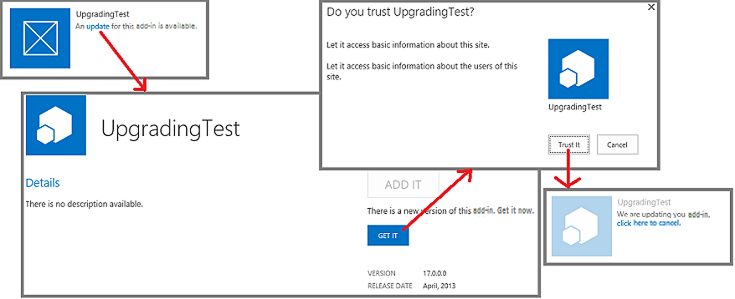 UpgradingTest
An update for this add-in is available.
UpgradingTest
Details
There is no description available.
ADD IT
There is a new version of this add-in. Get it now.
GET IT
VERSION 17.0.0.0
RELEASE DATE April, 2013
Do you trust UpgradingTest?
Let it access basic information about this site.
Let it access basic information about the users of this
site.
UpgradingTest
Trust It Cancel
UpgradingTest
We are updating you add-in.
click here to cancel.